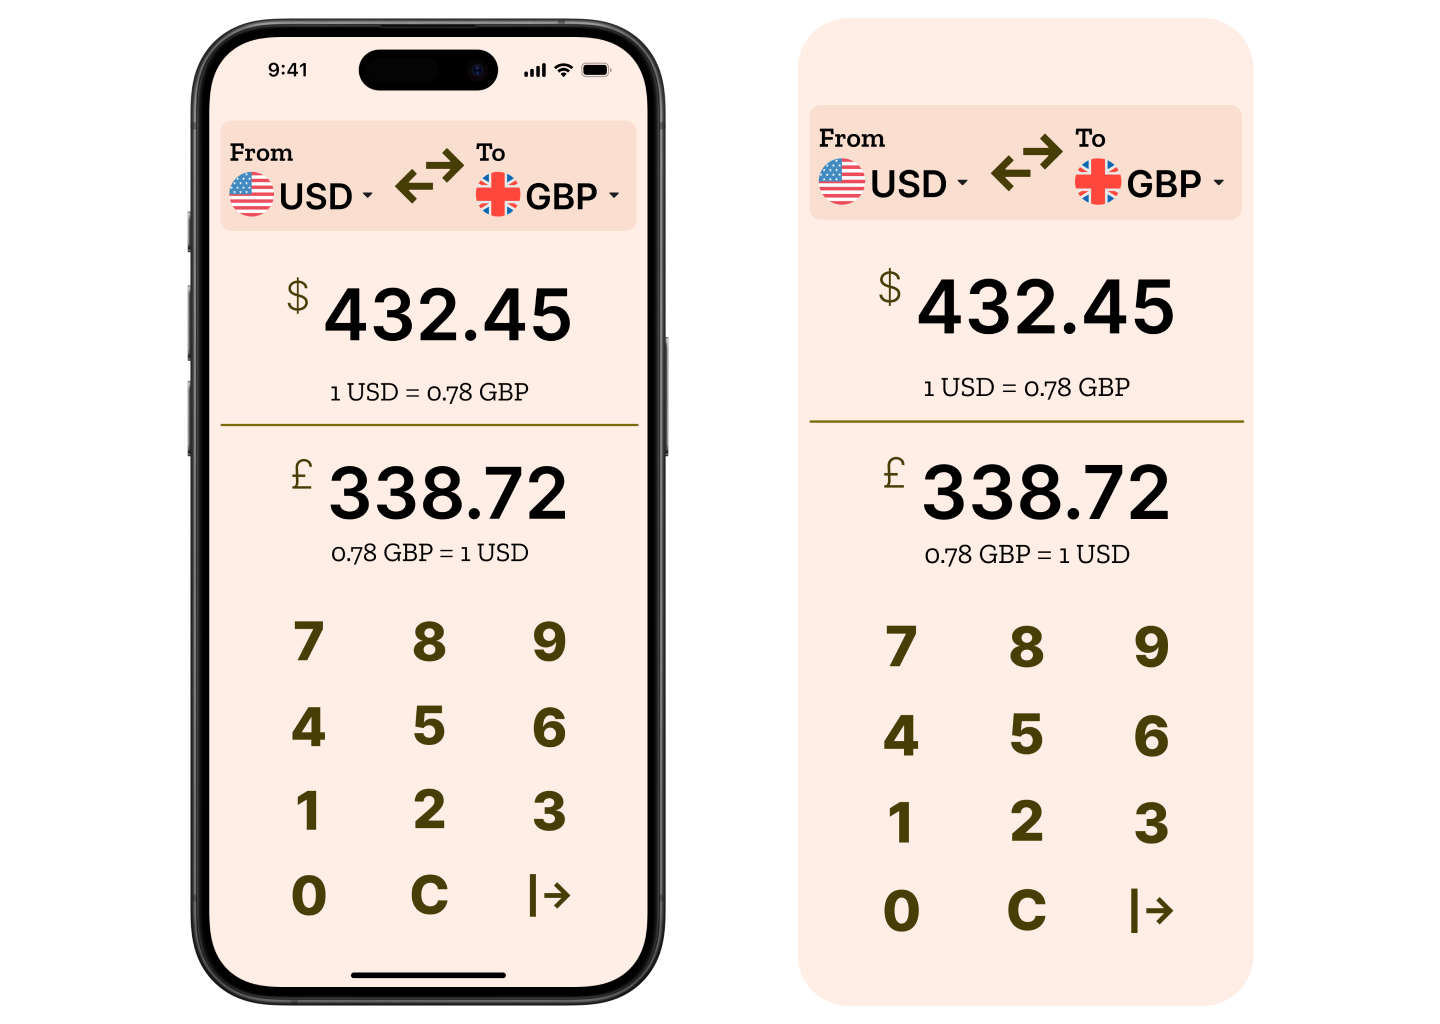 9:41
From To
USD GBP
$ 432.45
1 USD = 0.78 GBP
£ 338.72
0.78 GBP = 1 USD
7 8 9
4 5 6
1 2 3
0 C
From To
USD GBP
$ 432.45
1 USD = 0.78 GBP
£ 338.72
0.78 GBP = 1 USD
7 8 9
4 5 6
1 2 3
0 C